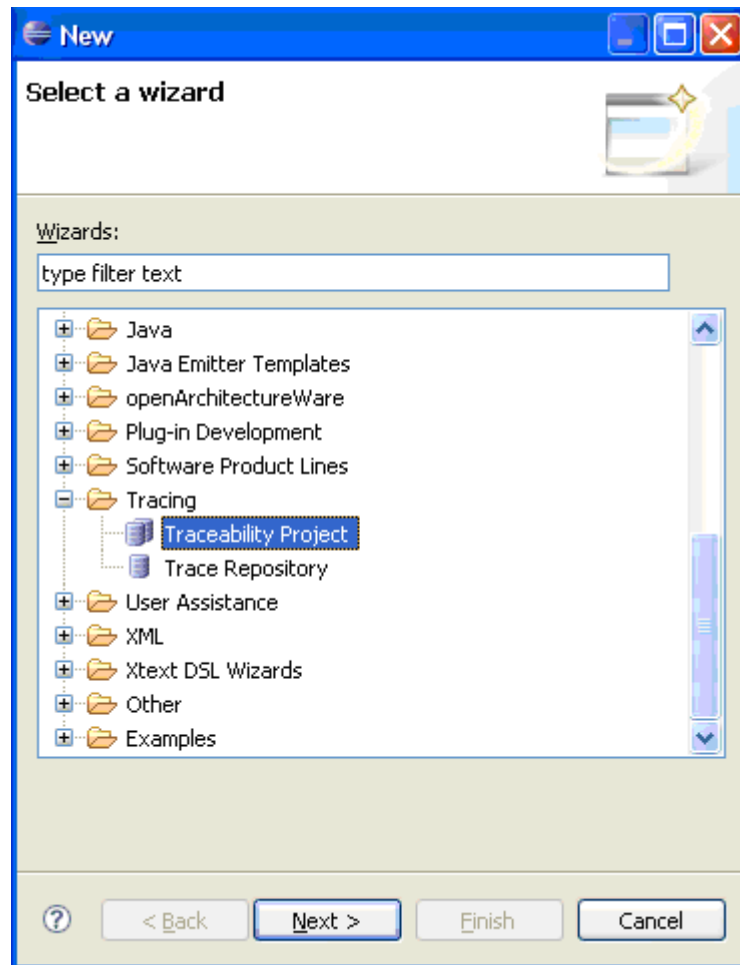 New
Select a wizard
Wizards:
type filter text
Java
Java Emitter Templates
openArchitectureWare
Plug-in Development
Software Product Lines
Tracing
Traceability Project
Trace Repository
User Assistance
XML
Xtext DSL Wizards
Other
Examples
? < Back Next > Finish Cancel